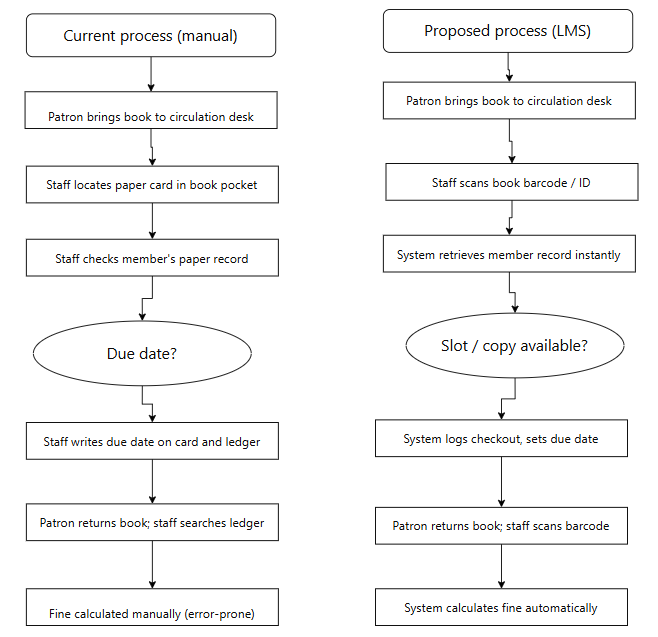 Current process (manual)
Patron brings book to circulation desk
Staff locates paper card in book pocket
Staff checks member's paper record
Due date?
Staff writes due date on card and ledger
Patron returns book; staff searches ledger
Fine calculated manually (error-prone)
Proposed process (LMS)
Patron brings book to circulation desk
Staff scans book barcode / ID
System retrieves member record instantly
Slot / copy available?
System logs checkout, sets due date
Patron returns book; staff scans barcode
System calculates fine automatically